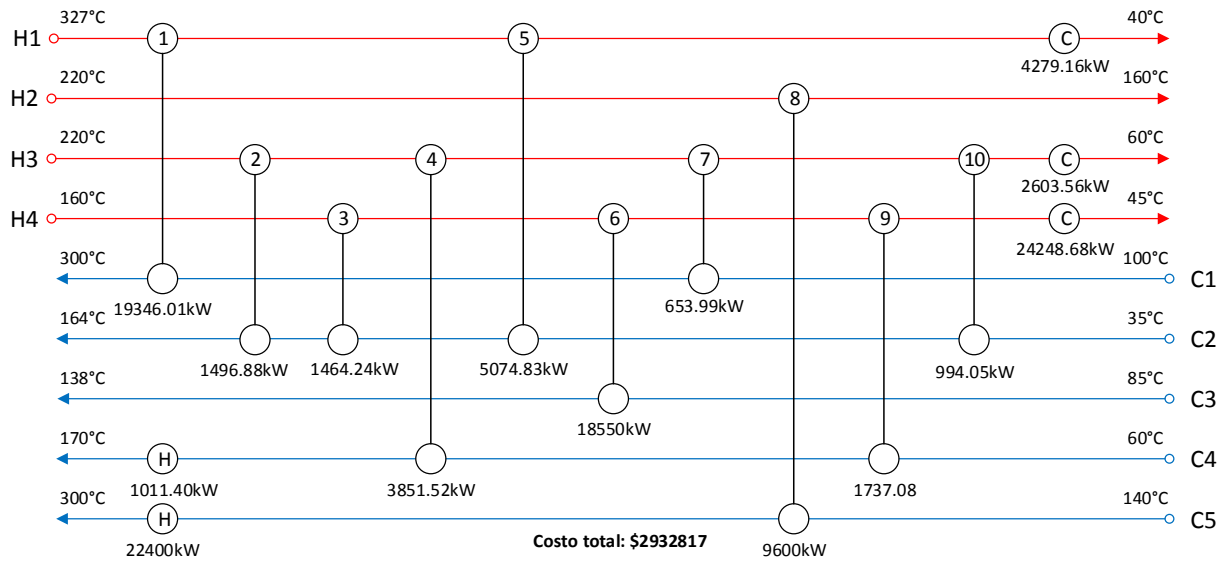 327°C 40°C
H1 1 5 C
4279.16kW
220°C 160°C
H2 8
220°C 60°C
H3 2 4 7 10 C
2603.56kW
160°C 45°C
H4 3 6 9 C
24248.68kW
300°C 100°C
C1
19346.01kW 653.99kW
164°C 35°C
C2
1496.88kW 1464.24kW 5074.83kW 994.05kW
138°C 85°C
C3
18550kW
170°C 60°C
H C4
1011.40kW 3851.52kW 1737.08
300°C 140°C
H C5
22400kW 9600kW
Costo total: $2932817